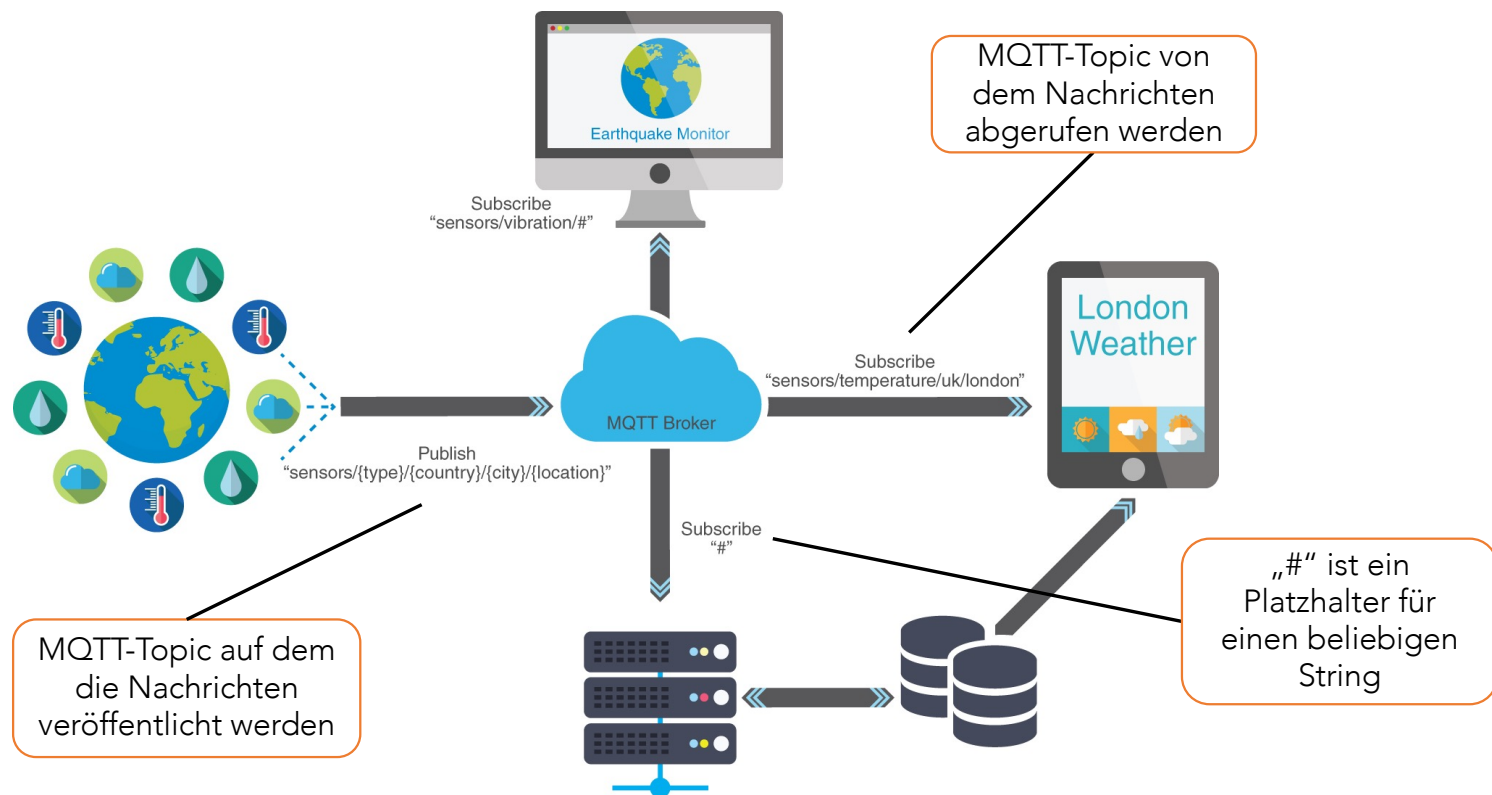 Earthquake Monitor
MQTT-Topic von
dem Nachrichten
abgerufen werden
Subscribe
“sensors/vibration/#”
London
Weather
Subscribe
“sensors/temperature/uk/london”
MQTT Broker
Publish
“sensors/{type}/{country}/{city}/{location}”
Subscribe
“#”
„#“ ist ein
Platzhalter für
einen beliebigen
String
MQTT-Topic auf dem
die Nachrichten
veröffentlicht werden